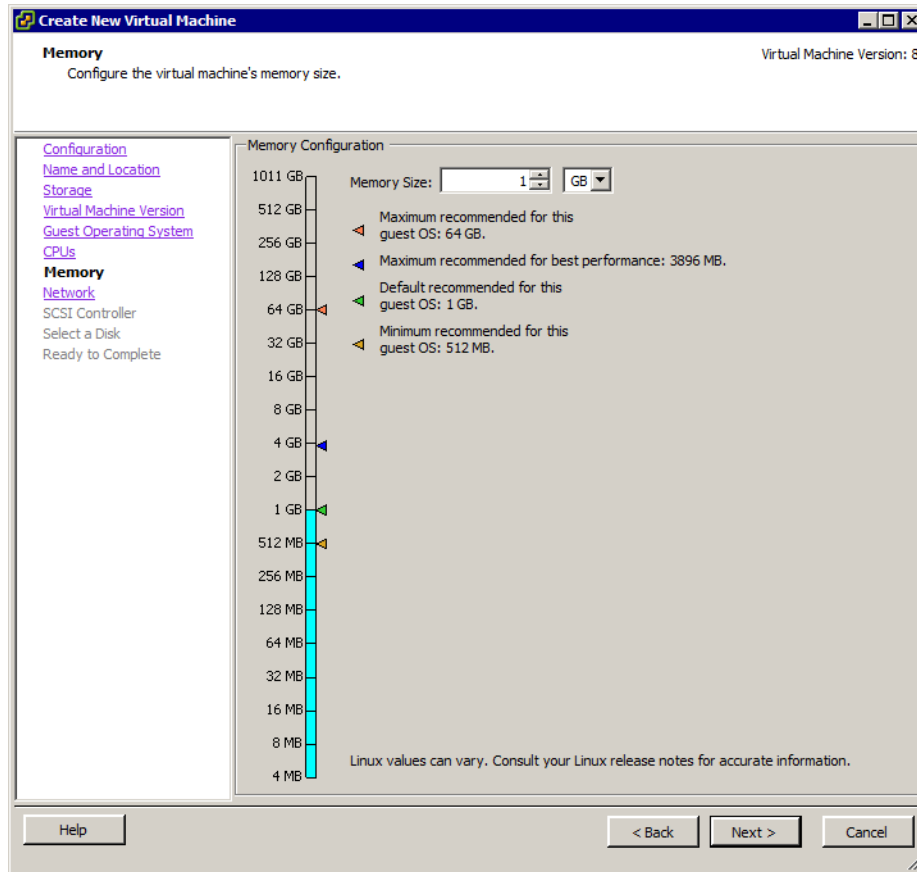 Create New Virtual Machine
Memory
Configure the virtual machine's memory size.
Virtual Machine Version: 8
Configuration
Name and Location
Storage
Virtual Machine Version
Guest Operating System
CPUs
Memory
Network
SCSI Controller
Select a Disk
Ready to Complete
Memory Configuration
1011 GB
512 GB
256 GB
128 GB
64 GB
32 GB
16 GB
8 GB
4 GB
2 GB
1 GB
512 MB
256 MB
128 MB
64 MB
32 MB
16 MB
8 MB
4 MB
Memory Size: 1 GB
Maximum recommended for this
guest OS: 64 GB.
Maximum recommended for best performance: 3896 MB.
Default recommended for this
guest OS: 1 GB.
Minimum recommended for this
guest OS: 512 MB.
Linux values can vary. Consult your Linux release notes for accurate information.
Help
< Back
Next >
Cancel